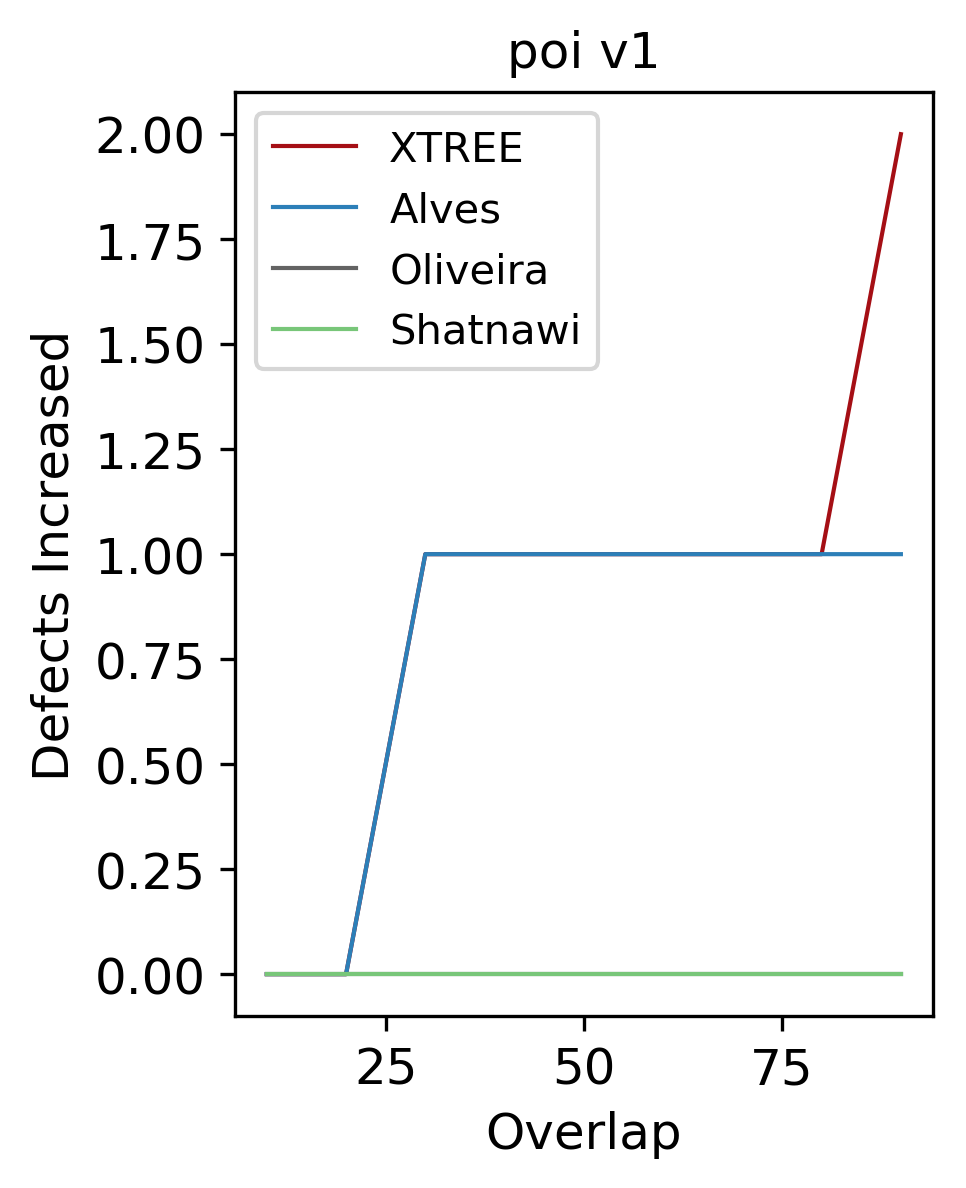 poi v1
XTREE
Alves
Oliveira
Shatnawi
Defects Increased
2.00
1.75
1.50
1.25
1.00
0.75
0.50
0.25
0.00
25 50 75
Overlap